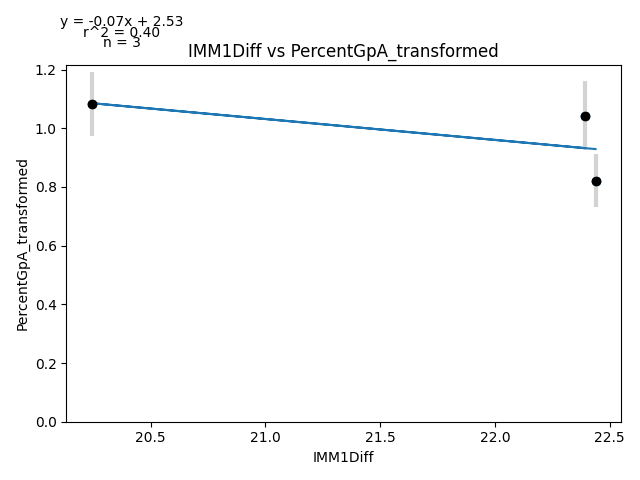 y = -0.07x + 2.53
r^2 = 0.40
n = 3
IMM1Diff vs PercentGpA_transformed
1.2
1.0
0.8
0.6
0.4
0.2
0.0
PercentGpA_transformed
20.5 21.0 21.5 22.0 22.5
IMM1Diff